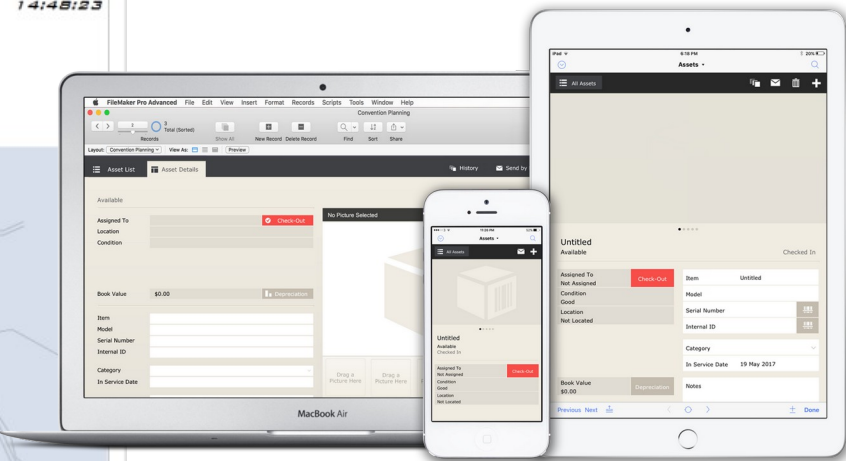 14:48:23
FileMaker Pro Advanced File Edit View Insert Format Records Scripts Tools Window Help
Convention Planning
3
Total (Sorted)
Records
Show All
New Record Delete Record
Find Sort Share
Layout: Convention Planning View As: Preview
Asset List Asset Details History Send by
Available
Assigned To Check-Out
Location
Condition
No Picture Selected
Book Value $0.00 Depreciation
Item
Model
Serial Number
Internal ID
Category
In Service Date
Drag a
Picture Here
Drag a
Picture Here
MacBook Air
Assets
All Assets
Untitled
Available
Checked In
Assigned To
Not Assigned
Check-Out
Condition
Good
Location
Not Located
iPad 6:18 PM 20%
Assets
All Assets
Untitled
Available Checked In
Assigned To
Not Assigned
Check-Out
Condition
Good
Location
Not Located
Book Value
$0.00
Depreciation
Item Untitled
Model
Serial Number
Internal ID
Category
In Service Date 19 May 2017
Notes
Previous Next Done